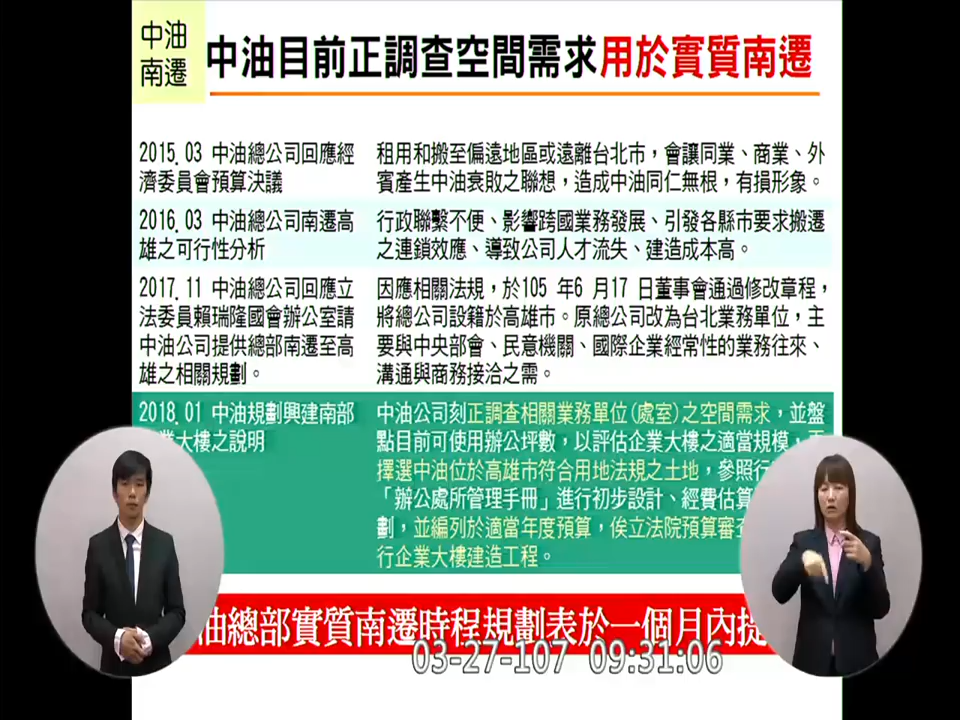 中油
南遷
中油目前正調查空間需求用於實質南遷
2015.03 中油總公司回應經
濟委員會預算決議
租用和搬至偏遠地區或遠離台北市，會讓同業、商業、外
賓產生中油衰敗之聯想，造成中油同仁無根，有損形象。
2016.03 中油總公司南遷高
雄之可行性分析
行政聯繫不便、影響跨國業務發展、引發各縣市要求搬遷
之連鎖效應、導致公司人才流失、建造成本高。
2017.11 中油總公司回應立
法委員賴瑞隆國會辦公室請
中油公司提供總部南遷至高
雄之相關規劃。
因應相關法規，於105 年6 月17 日董事會通過修改章程，
將總公司設籍於高雄市。原總公司改為台北業務單位，主
要與中央部會、民意機關、國際企業經常性的業務往來、
溝通與商務接洽之需。
2018.01 中油規劃興建南部
業大樓之說明
中油公司刻正調查相關業務單位(處室)之空間需求，並盤
點目前可使用辦公坪數，以評估企業大樓之適當規模，
擇選中油位於高雄市符合用地法規之土地，參照行
「辦公處所管理手冊」進行初步設計、經費估算
劃，並編列於適當年度預算，俟立法院預算審
行企業大樓建造工程。
油總部實質南遷時程規劃表於一個月內提
03-27-107 09:31:06